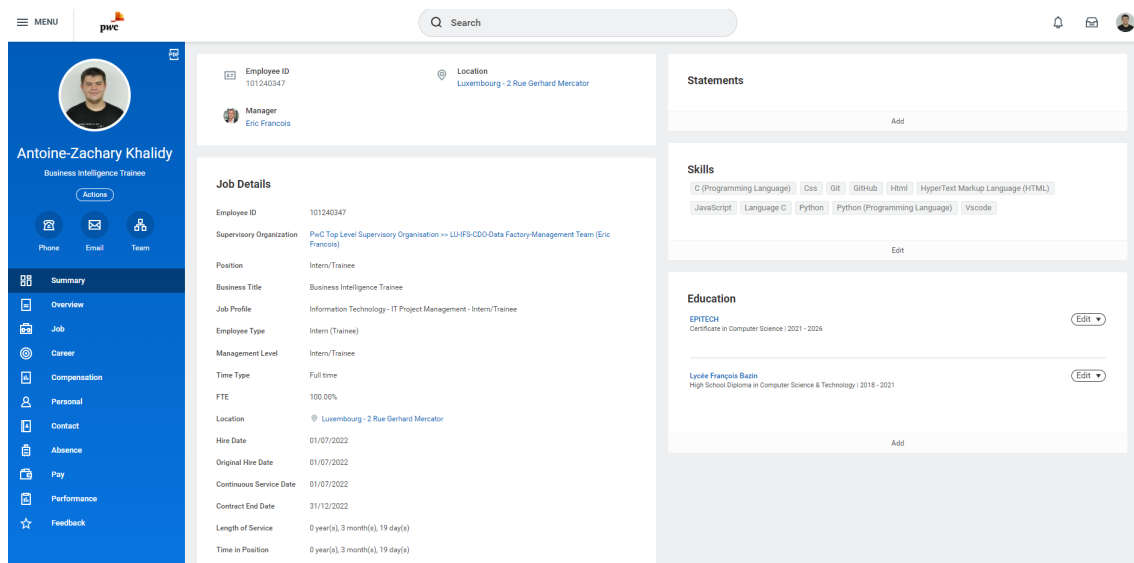 MENU
pwc
Search
PDF
Antoine-Zachary Khalidy
Business Intelligence Trainee
Actions
Phone
Email
Team
Summary
Overview
Job
Career
Compensation
Personal
Contact
Absence
Pay
Performance
Feedback
Employee ID
101240347
Location
Luxembourg - 2 Rue Gerhard Mercator
Manager
Eric Francois
Job Details
Employee ID 101240347
Supervisory Organization PwC Top Level Supervisory Organisation >> LU-IFS-CDO-Data Factory-Management Team (Eric
Francois)
Position Intern/Trainee
Business Title Business Intelligence Trainee
Job Profile Information Technology - IT Project Management - Intern/Trainee
Employee Type Intern (Trainee)
Management Level Intern/Trainee
Time Type Full time
FTE 100.00%
Location Luxembourg - 2 Rue Gerhard Mercator
Hire Date 01/07/2022
Original Hire Date 01/07/2022
Continuous Service Date 01/07/2022
Contract End Date 31/12/2022
Length of Service 0 year(s), 3 month(s), 19 day(s)
Time in Position 0 year(s), 3 month(s), 19 day(s)
Statements
Add
Skills
C (Programming Language) Css Git GitHub Html HyperText Markup Language (HTML)
JavaScript Language C Python Python (Programming Language) Vscode
Edit
Education
EPITECH
Certificate in Computer Science | 2021 - 2026
Edit
Lycée François Bazin
High School Diploma in Computer Science & Technology | 2018 - 2021
Edit
Add